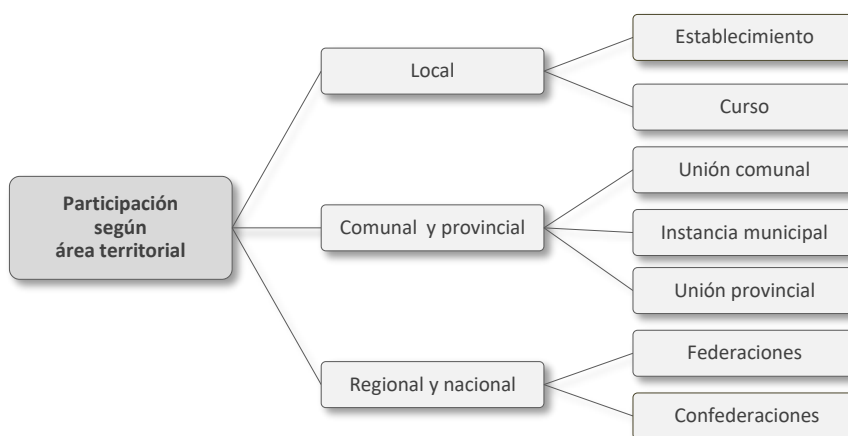 Participación
según
área territorial
Local
Establecimiento
Curso
Comunal y provincial
Unión comunal
Instancia municipal
Unión provincial
Regional y nacional
Federaciones
Confederaciones